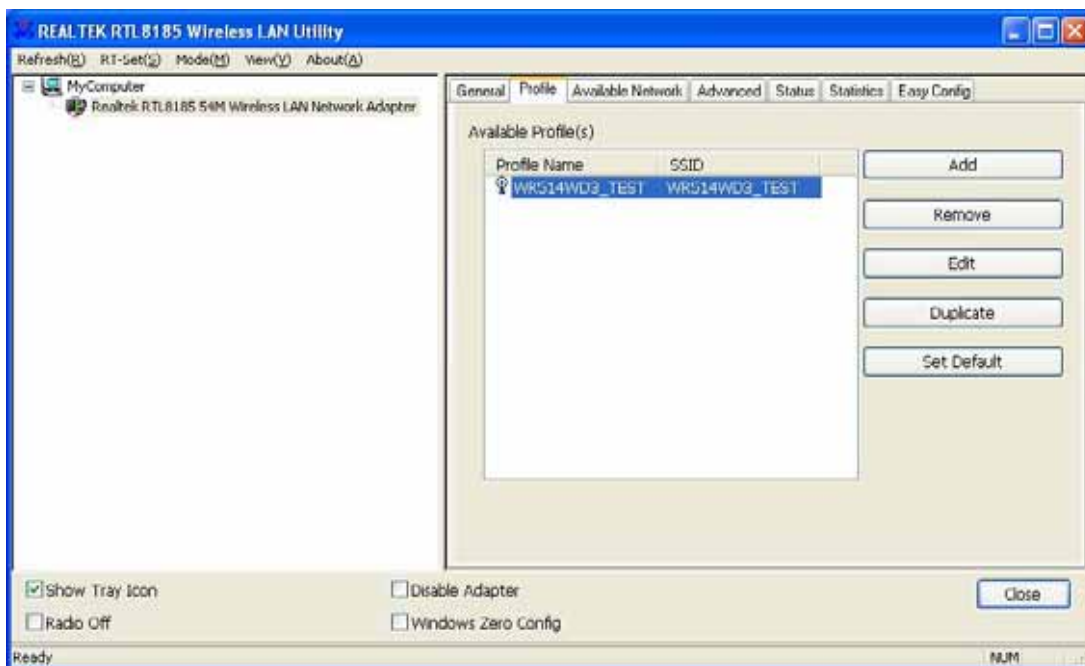 REALTEK RTL8185 Wireless LAN Utility
Refresh(R) RT-Set(S) Mode(M) View(V) About(A)
MyComputer
Realtek RTL8185 54M Wireless LAN Network Adapter
General Profile Available Network Advanced Status Statistics Easy Config
Available Profile(s)
Profile Name SSID
WR514WD3_TEST WR514WD3_TEST
Add
Remove
Edit
Duplicate
Set Default
Show Tray Icon
Radio Off
Disable Adapter
Windows Zero Config
Close
Ready NUM